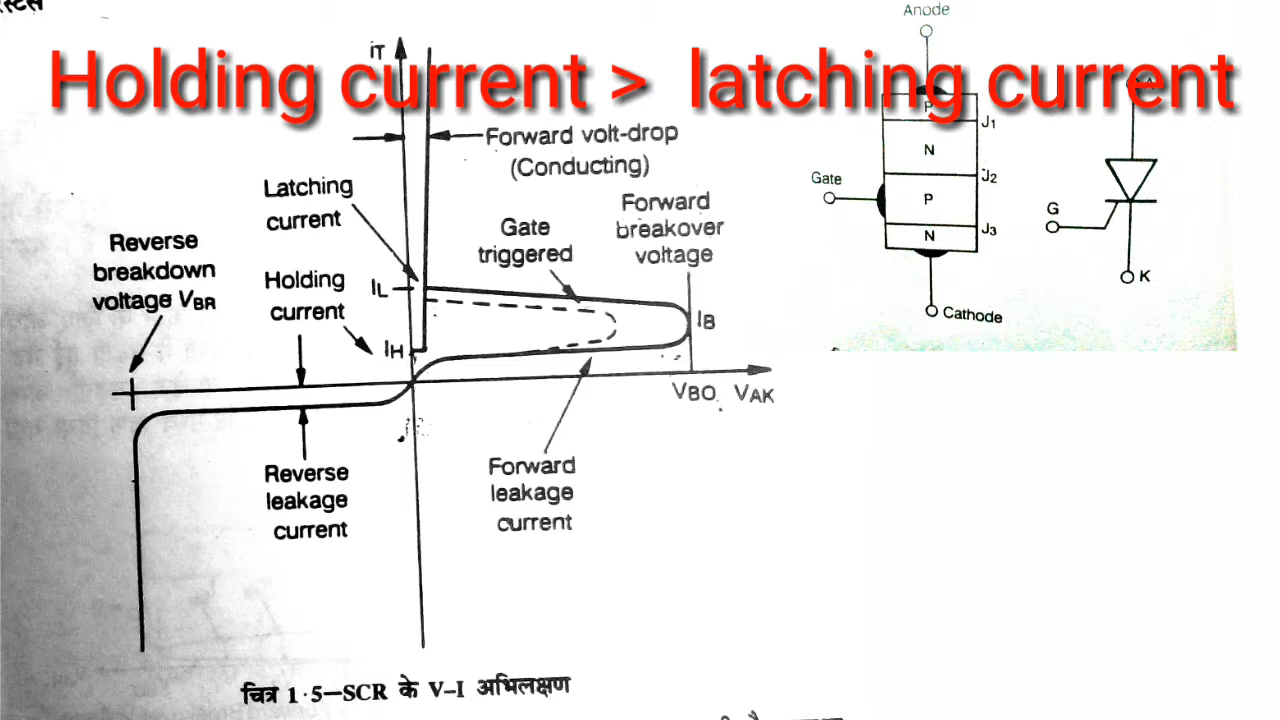 Holding current > latching current
iT
Forward volt-drop
(Conducting)
Latching
current
Gate
triggered
Forward
breakover
voltage
Reverse
breakdown
voltage VBR
Holding
current
IL
IH
IB
VBO
VAK
Reverse
leakage
current
Forward
leakage
current
चित्र 1·5—SCR के V–I अभिलक्षण
Anode
P
J1
N
J2
Gate
P
J3
N
Cathode
A
G
K